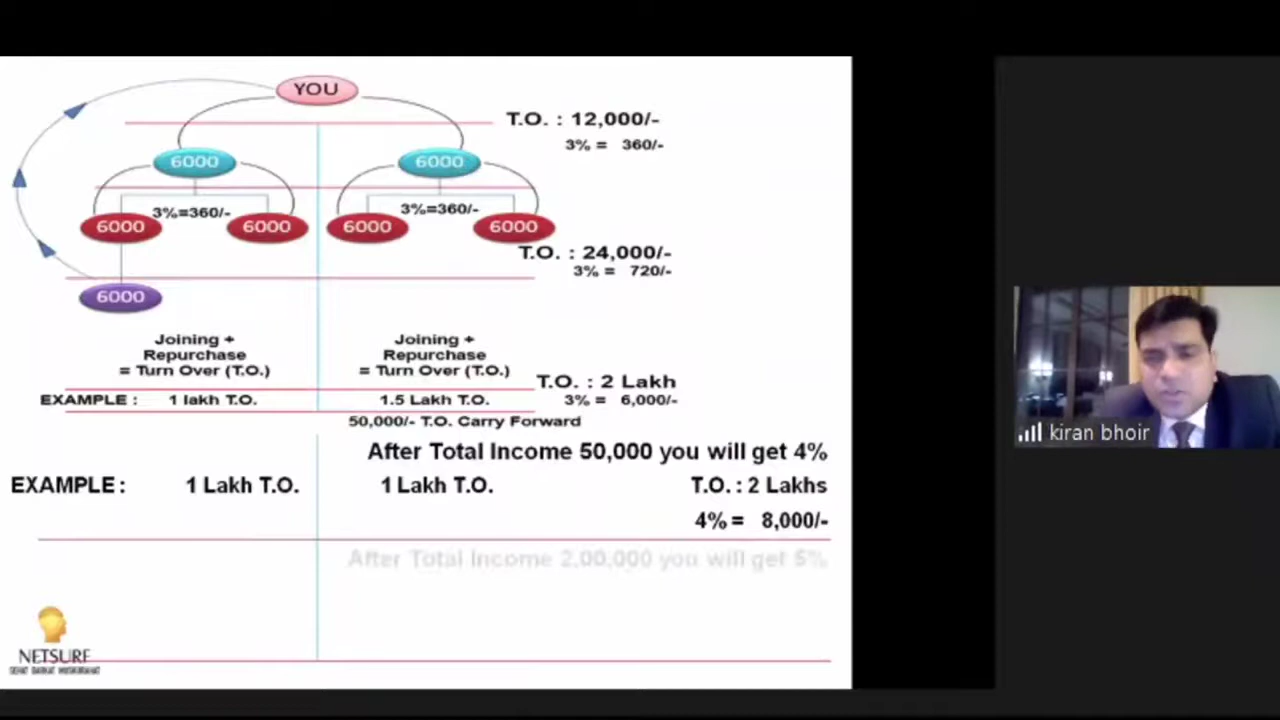 YOU
T.O. : 12,000/-
3% = 360/-
6000 6000
3%=360/- 3%=360/-
6000 6000 6000 6000
T.O. : 24,000/-
3% = 720/-
6000
Joining + Joining +
Repurchase Repurchase
= Turn Over (T.O.) = Turn Over (T.O.)
T.O. : 2 Lakh
EXAMPLE : 1 lakh T.O. 1.5 Lakh T.O. 3% = 6,000/-
50,000/- T.O. Carry Forward
After Total Income 50,000 you will get 4%
EXAMPLE : 1 Lakh T.O. 1 Lakh T.O. T.O. : 2 Lakhs
4% = 8,000/-
After Total Income 2,00,000 you will get 5%
NETSURF
kiran bhoir